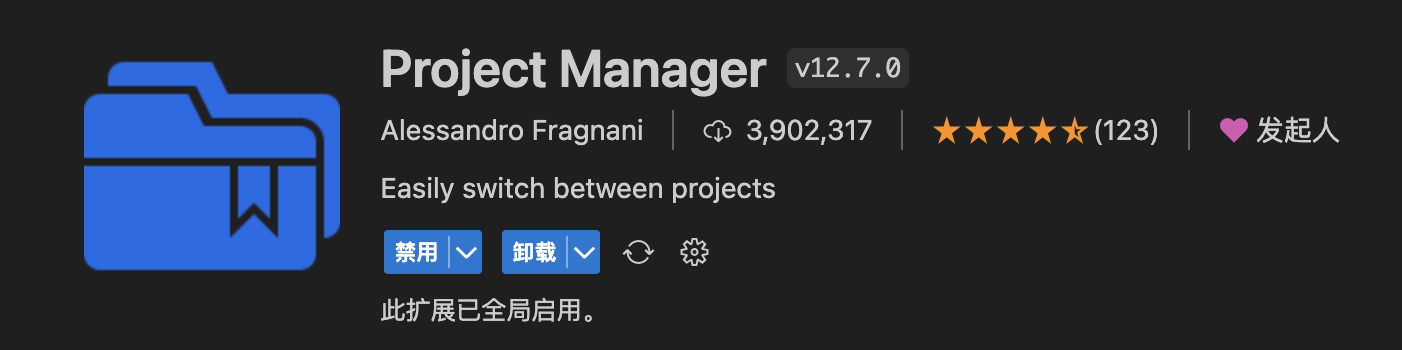 Project Manager v12.7.0
Alessandro Fragnani 3,902,317 (123) 发起人
Easily switch between projects
禁用 卸载
此扩展已全局启用。